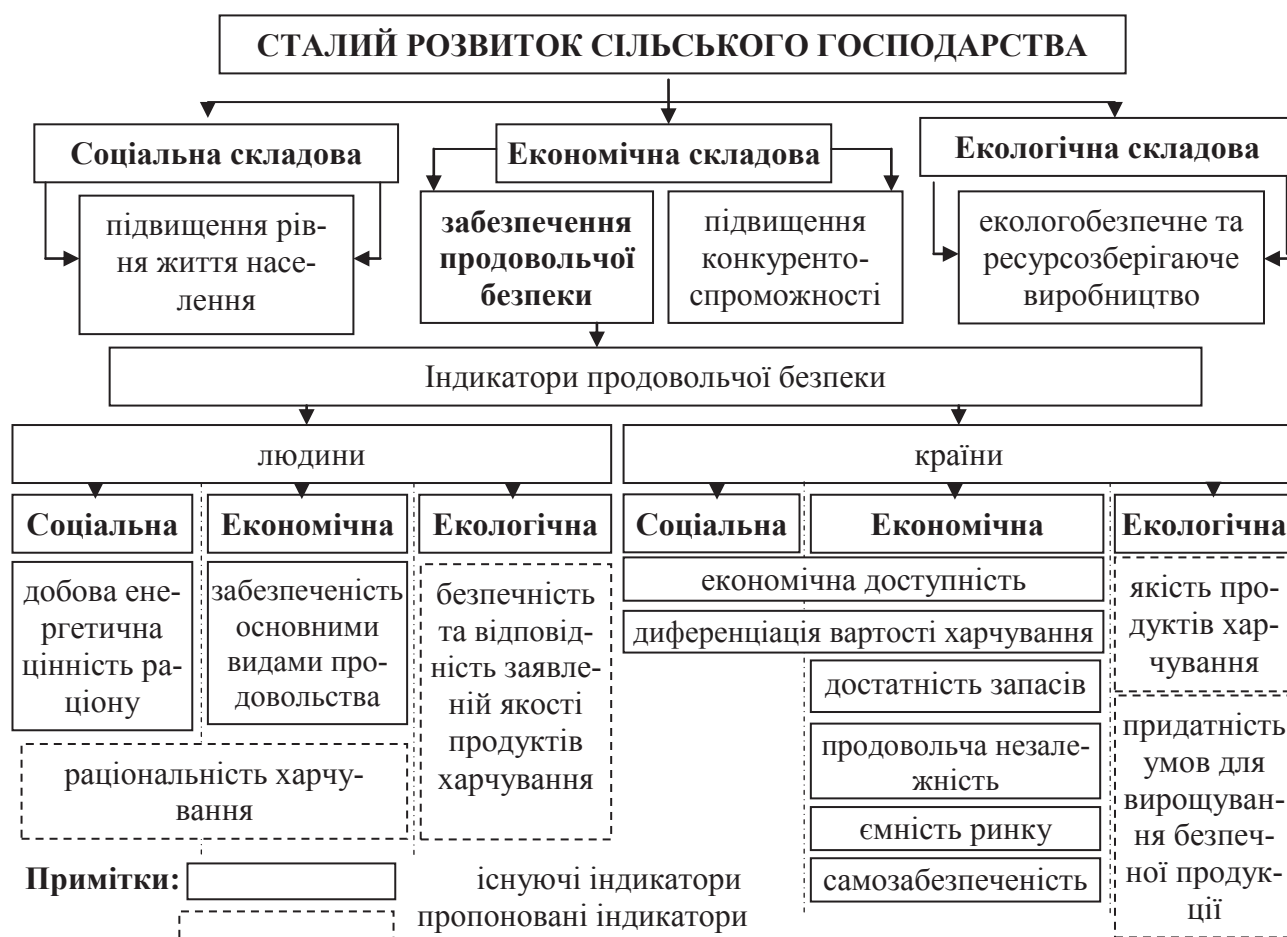 СТАЛИЙ РОЗВИТОК СІЛЬСЬКОГО ГОСПОДАРСТВА
Соціальна складова
Економічна складова
Екологічна складова
підвищення рів-
ня життя насе-
лення
забезпечення
продовольчої
безпеки
підвищення
конкуренто-
спроможності
екологобезпечне та
ресурсозберігаюче
виробництво
Індикатори продовольчої безпеки
людини
країни
Соціальна
Економічна
Екологічна
Соціальна
Економічна
Екологічна
добова ене-
ргетична
цінність ра-
ціону
забезпеченість
основними
видами про-
довольства
безпечність
та відповід-
ність заявле-
ній якості
продуктів
харчування
раціональність харчу-
вання
економічна доступність
диференціація вартості харчування
достатність запасів
продовольча незале-
жність
ємність ринку
самозабезпеченість
якість про-
дуктів хар-
чування
придатність
умов для
вирощуван-
ня безпеч-
ної продук-
ції
Примітки:
існуючі індикатори
пропоновані індикатори